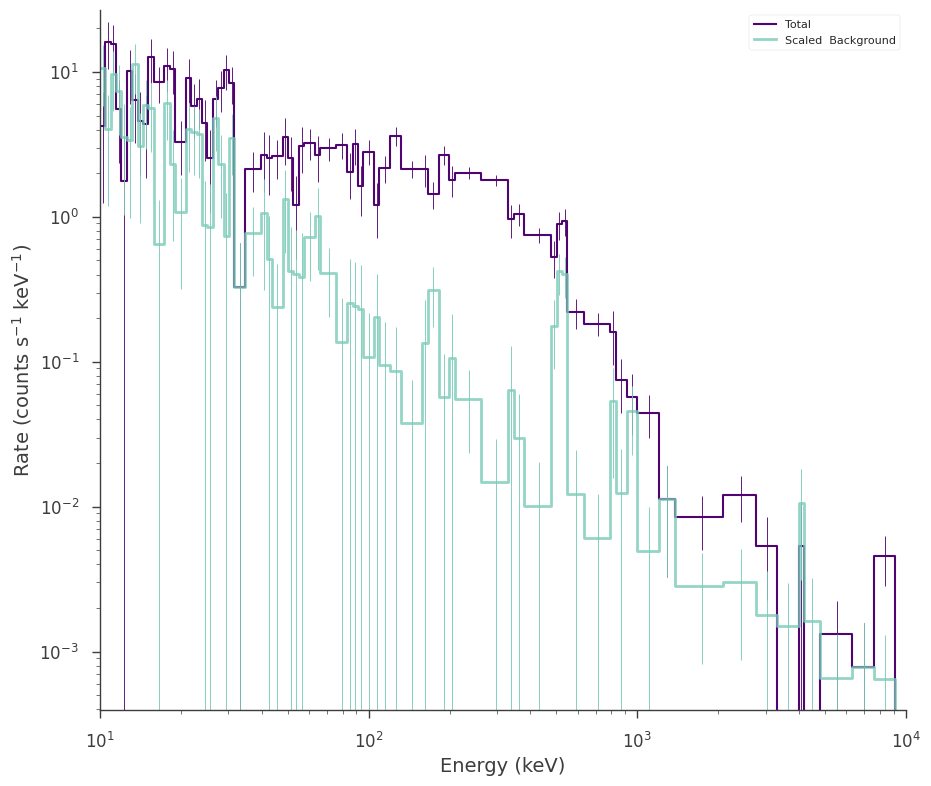 Total
Scaled Background
10¹
10⁰
10⁻¹
10⁻²
10⁻³
Rate (counts s⁻¹ keV⁻¹)
10¹ 10² 10³ 10⁴
Energy (keV)